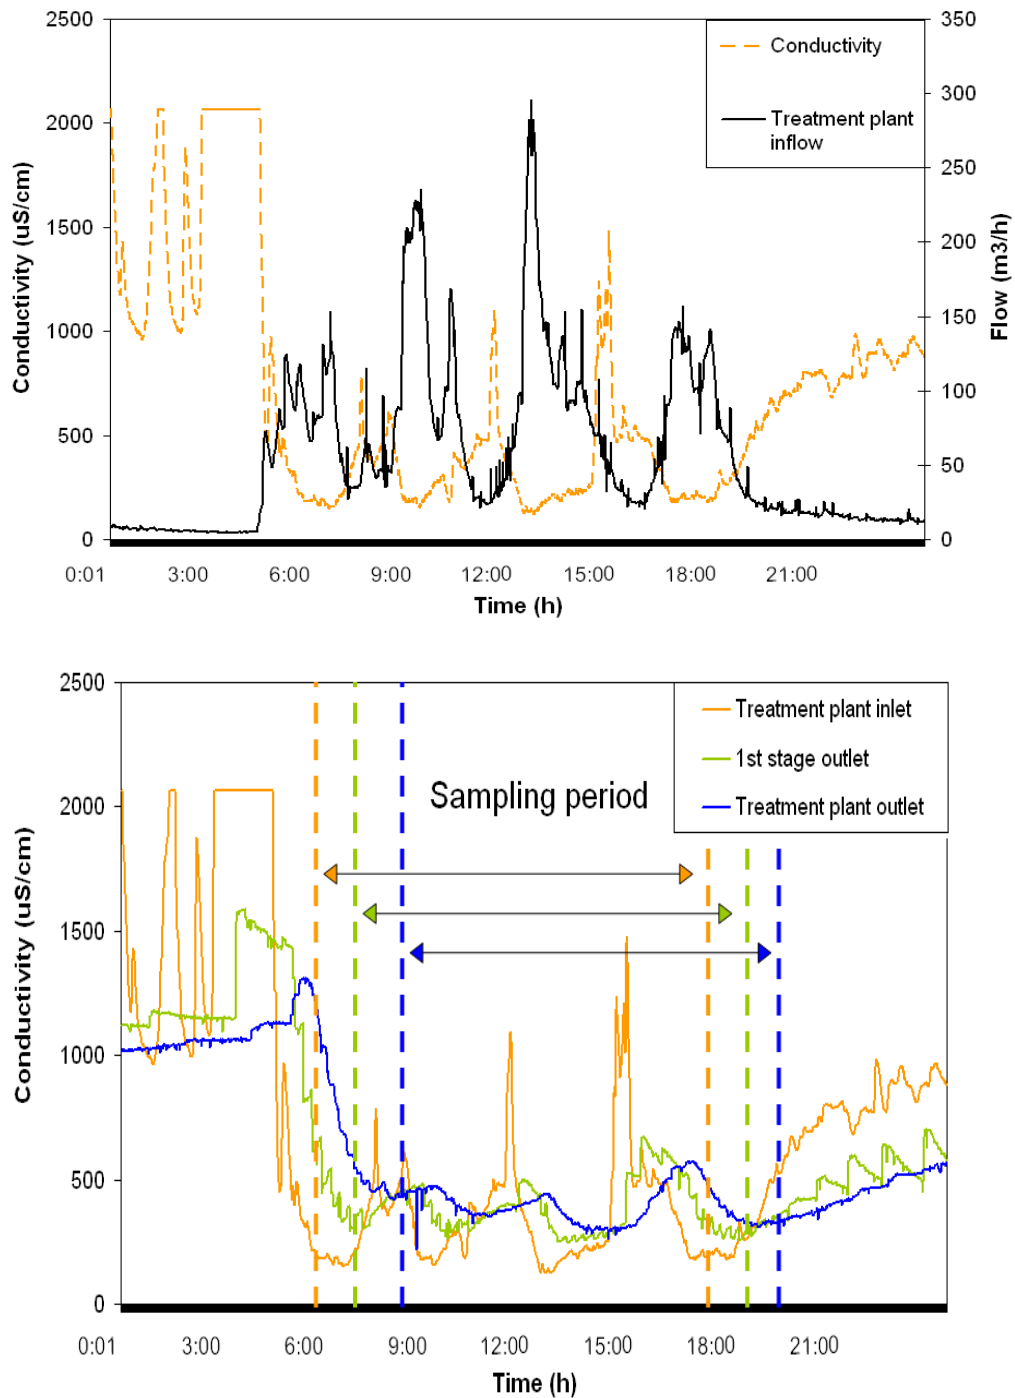 2500
2000
1500
1000
500
0
Conductivity (uS/cm)
350
300
250
200
150
100
50
0
Flow (m3/h)
Conductivity
Treatment plant
inflow
0:01 3:00 6:00 9:00 12:00 15:00 18:00 21:00
Time (h)
2500
2000
1500
1000
500
0
Conductivity (uS/cm)
Treatment plant inlet
1st stage outlet
Treatment plant outlet
Sampling period
0:01 3:00 6:00 9:00 12:00 15:00 18:00 21:00
Time (h)